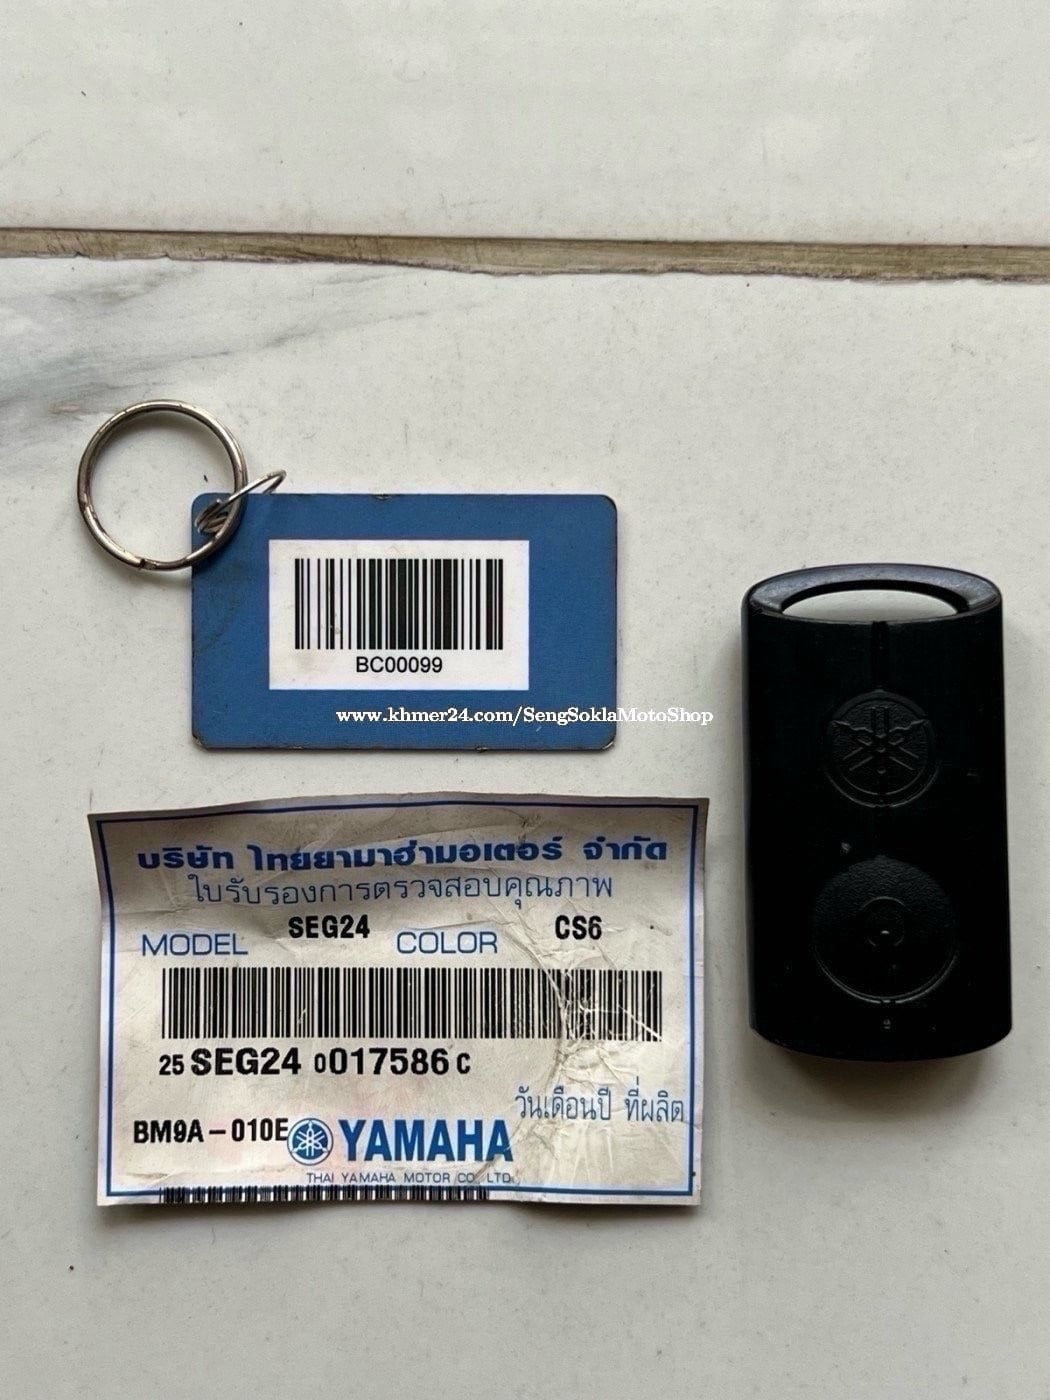 BC00099
www.khmer24.com/SengSoklaMotoShop
บริษัท ไทยยามาฮ่ามอเตอร์ จำกัด
ใบรับรองการตรวจสอบคุณภาพ
MODEL SEG24 COLOR CS6
25 SEG24 0017586 C
วันเดือนปี ที่ผลิต
BM9A-010E YAMAHA
THAI YAMAHA MOTOR CO., LTD.